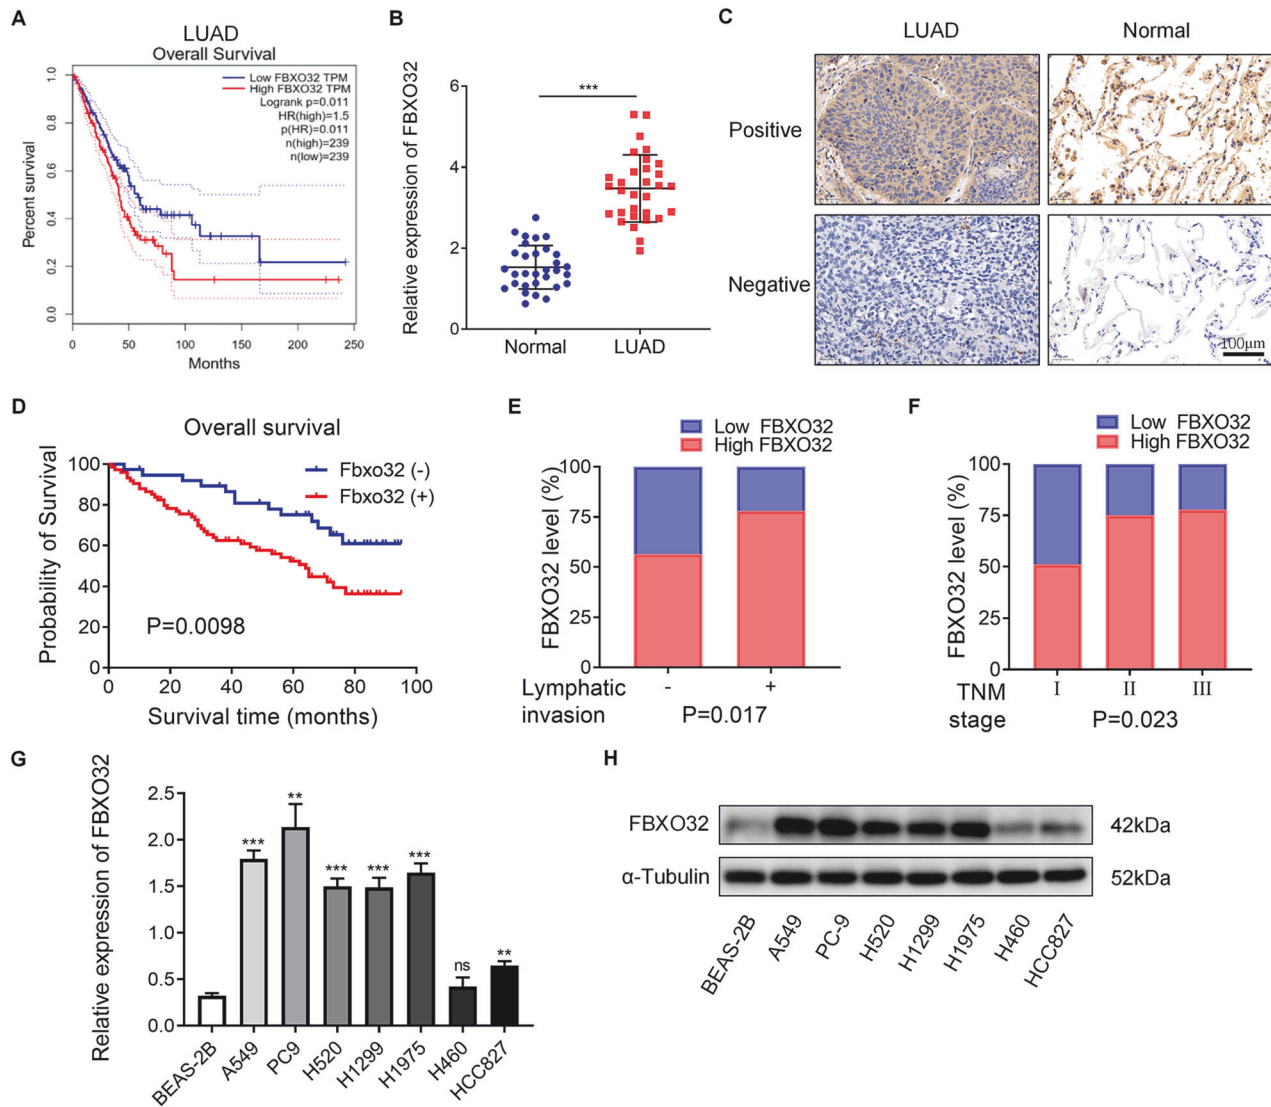 A
LUAD
Overall Survival
Low FBXO32 TPM
High FBXO32 TPM
Logrank p=0.011
HR(high)=1.5
p(HR)=0.011
n(high)=239
n(low)=239
Percent survival
1.0
0.8
0.6
0.4
0.2
0.0
0
50
100
150
200
250
Months
B
Relative expression of FBXO32
6
4
2
0
***
Normal
LUAD
C
LUAD
Normal
Positive
Negative
100μm
D
Overall survival
Fbxo32 (-)
Fbxo32 (+)
Probability of Survival
100
80
60
40
20
0
P=0.0098
0
20
40
60
80
100
Survival time (months)
E
Low FBXO32
High FBXO32
FBXO32 level (%)
100
75
50
25
0
Lymphatic invasion
-
+
P=0.017
F
Low FBXO32
High FBXO32
FBXO32 level (%)
100
75
50
25
0
TNM stage
I
II
III
P=0.023
G
Relative expression of FBXO32
2.5
2.0
1.5
1.0
0.5
0.0
***
**
***
***
***
ns
**
BEAS-2B
A549
PC9
H520
H1299
H1975
H460
HCC827
H
FBXO32
42kDa
α-Tubulin
52kDa
BEAS-2B
A549
PC-9
H520
H1299
H1975
H460
HCC827